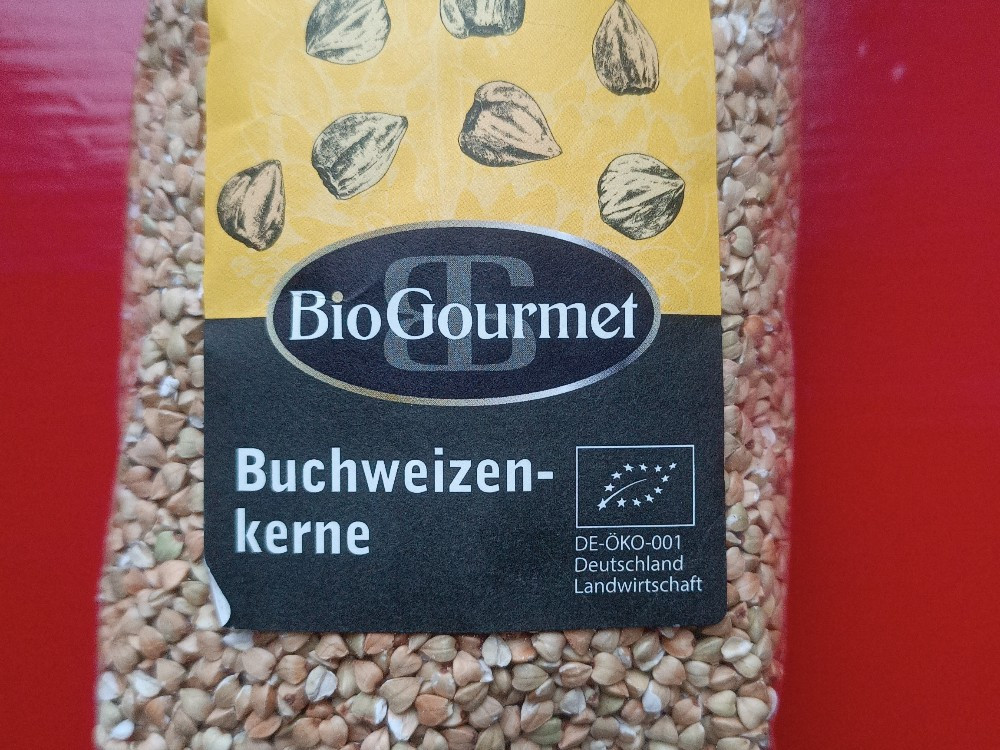 BioGourmet
Buchweizen-
kerne
DE-ÖKO-001
Deutschland
Landwirtschaft